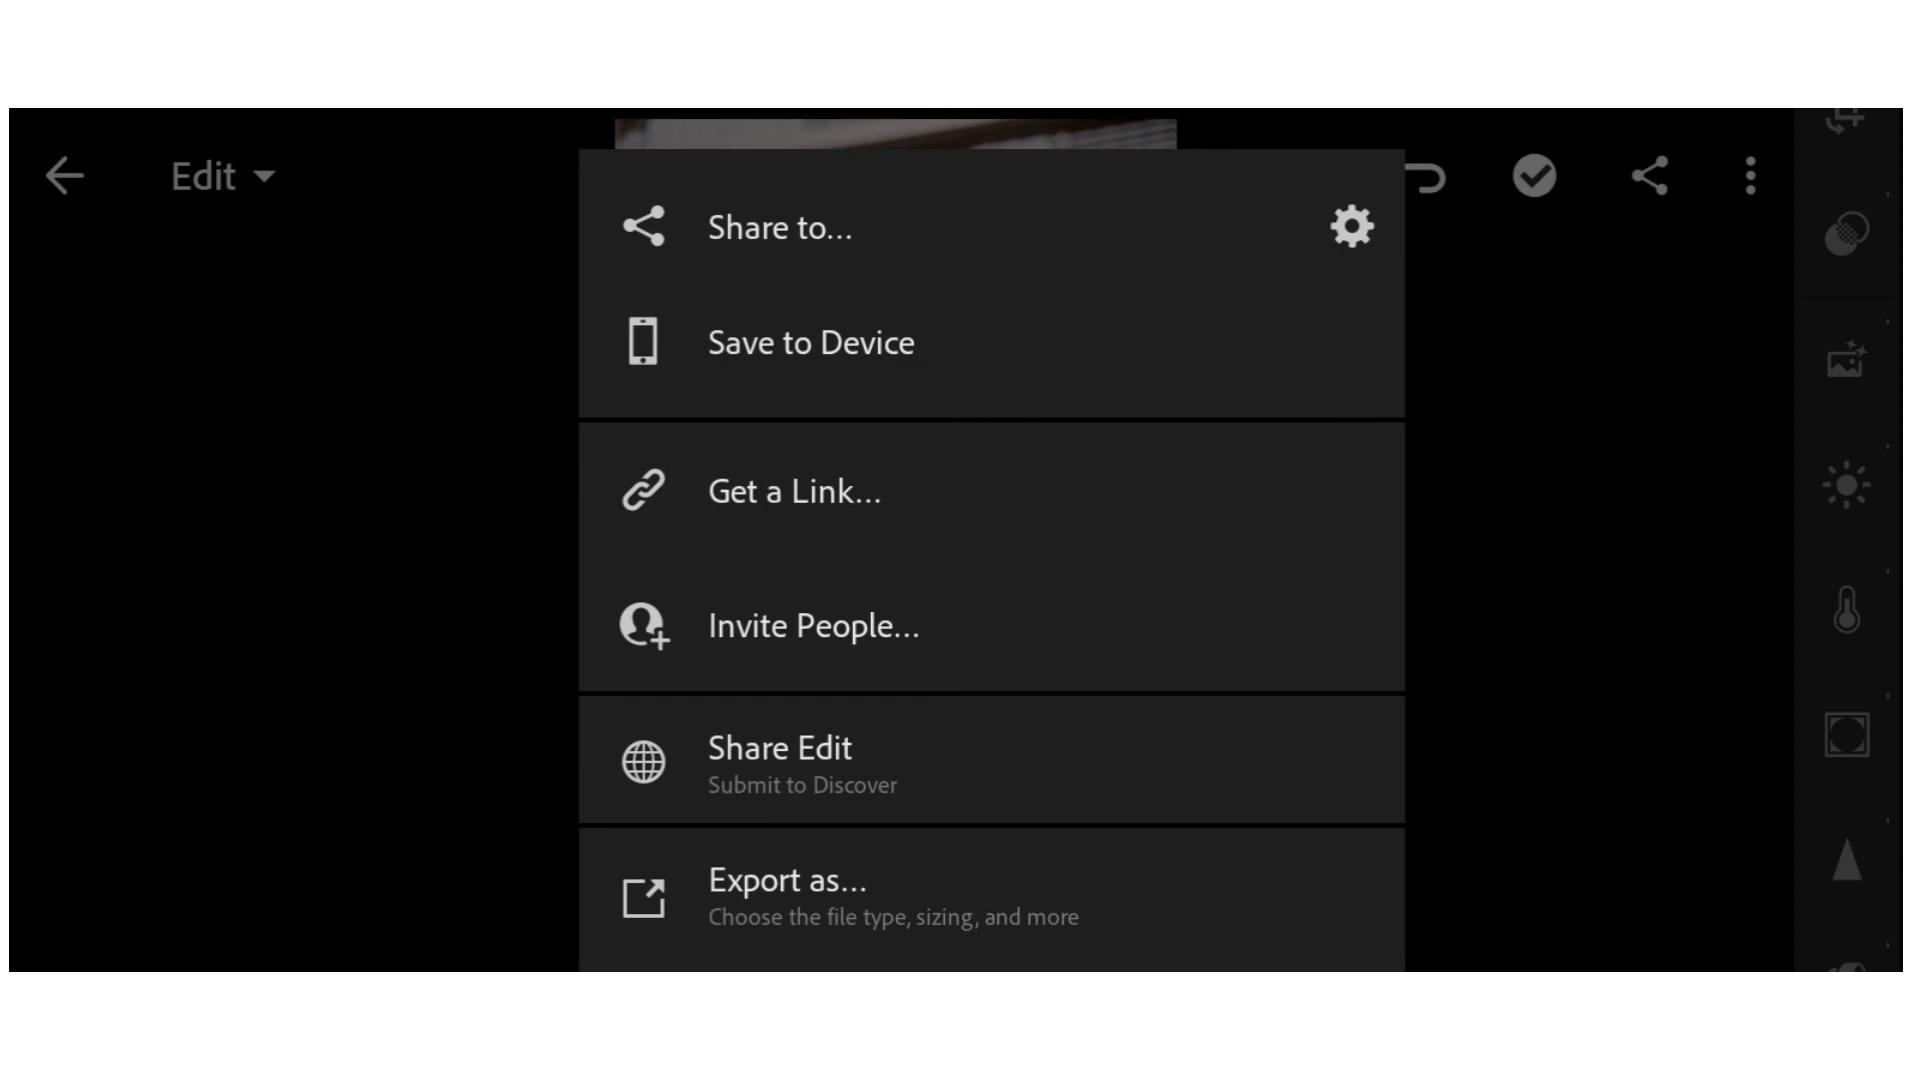 Edit
Share to...
Save to Device
Get a Link...
Invite People...
Share Edit
Submit to Discover
Export as...
Choose the file type, sizing, and more